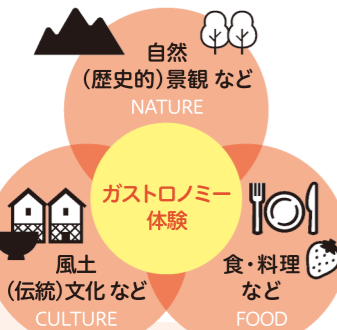 自然
（歴史的）景観 など
NATURE
ガストロノミー
体験
風土
（伝統）文化 など
CULTURE
食・料理
など
FOOD